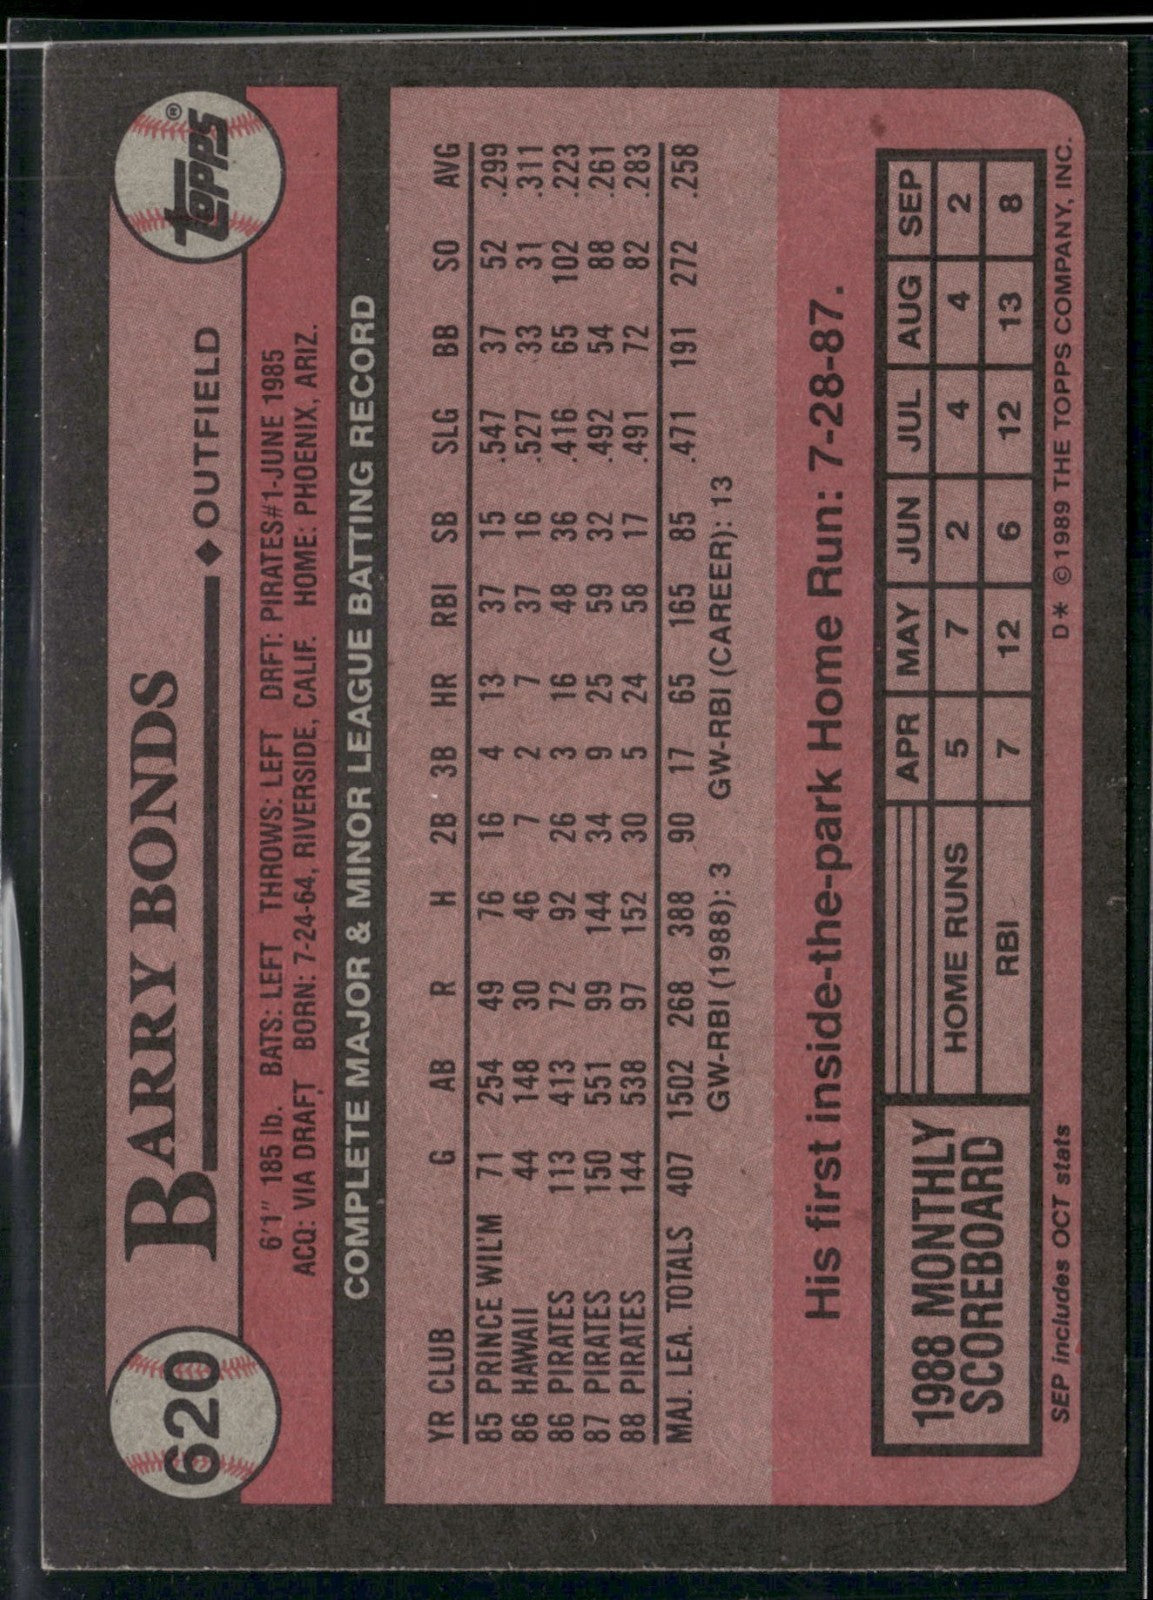 620
BARRY BONDS ◆ OUTFIELD
TOPPS®
6'1" 185 lb. BATS: LEFT THROWS: LEFT DRFT: PIRATES#1-JUNE 1985
ACQ: VIA DRAFT BORN: 7-24-64, RIVERSIDE, CALIF. HOME: PHOENIX, ARIZ.
COMPLETE MAJOR & MINOR LEAGUE BATTING RECORD
YR CLUB G AB R H 2B 3B HR RBI SB SLG BB SO AVG
85 PRINCE WIL'M 71 254 49 76 16 4 13 37 15 .547 37 52 .299
86 HAWAII 44 148 30 46 7 2 7 37 16 .527 33 31 .311
86 PIRATES 113 413 72 92 26 3 16 48 36 .416 65 102 .223
87 PIRATES 150 551 99 144 34 9 25 59 32 .492 54 88 .261
88 PIRATES 144 538 97 152 30 5 24 58 17 .491 72 82 .283
MAJ. LEA. TOTALS 407 1502 268 388 90 17 65 165 85 .471 191 272 .258
GW-RBI (1988): 3 GW-RBI (CAREER): 13
His first inside-the-park Home Run: 7-28-87.
1988 MONTHLY
SCOREBOARD
APR MAY JUN JUL AUG SEP
HOME RUNS 5 7 2 4 4 2
RBI 7 12 6 12 13 8
SEP includes OCT stats D* ©1989 THE TOPPS COMPANY, INC.